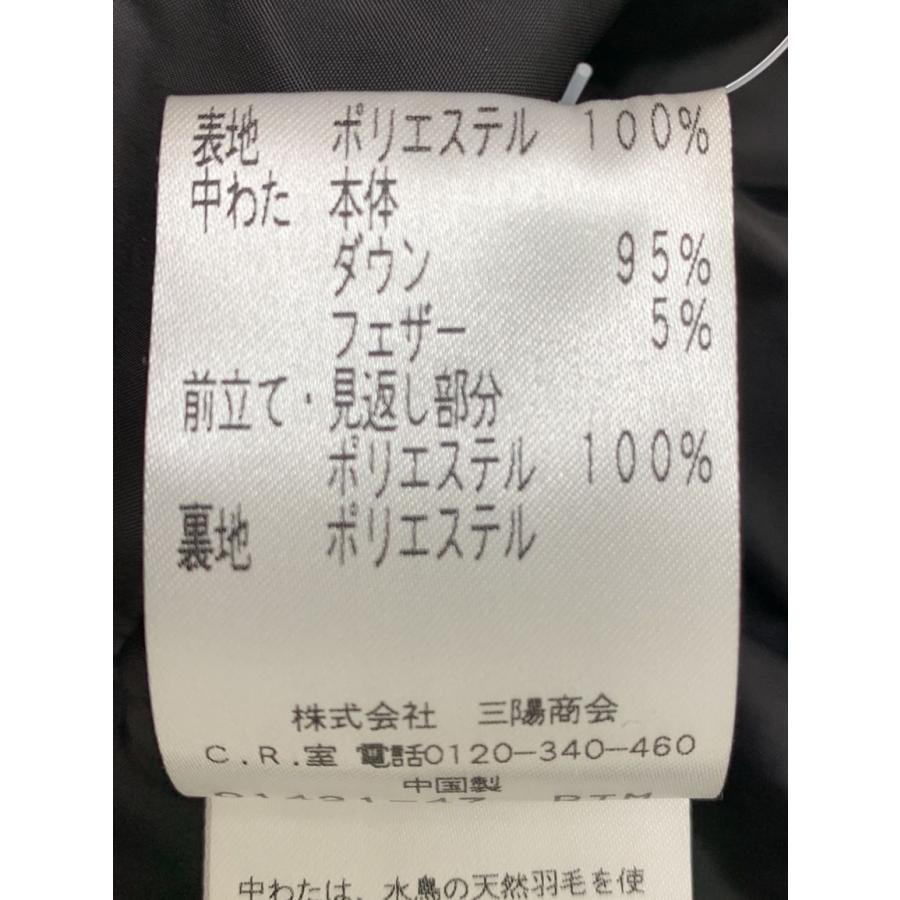 表地 ポリエステル 100%
中わた 本体
ダウン 95%
フェザー 5%
前立て・見返し部分
ポリエステル 100%
裏地 ポリエステル
株式会社 三陽商会
C.R.室 電話0120-340-460
中国製
中わたは、水鳥の天然羽毛を使